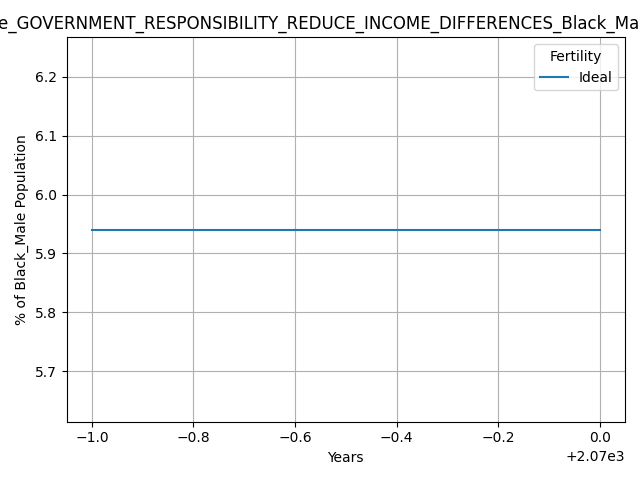 e_GOVERNMENT_RESPONSIBILITY_REDUCE_INCOME_DIFFERENCES_Black_Ma
Fertility
Ideal
% of Black_Male Population
6.2
6.1
6.0
5.9
5.8
5.7
−1.0 −0.8 −0.6 −0.4 −0.2 0.0
Years
+2.07e3